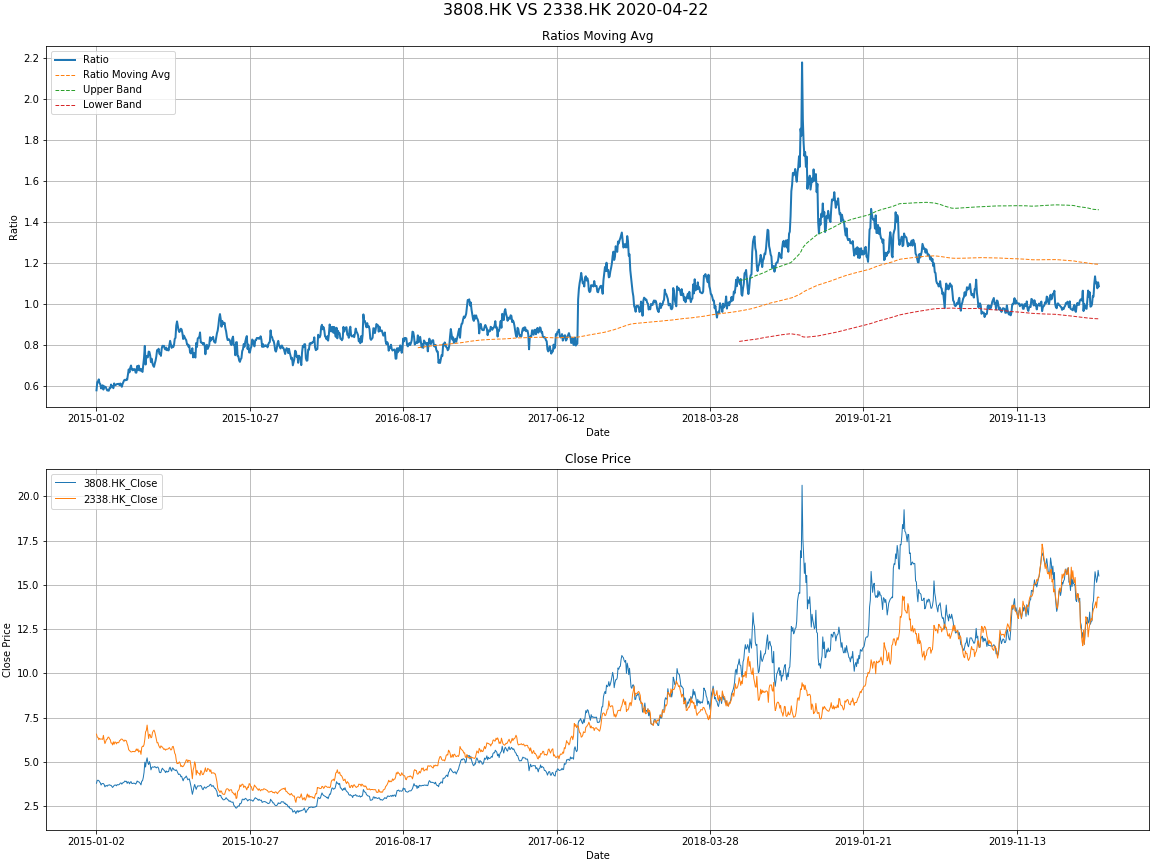 3808.HK VS 2338.HK 2020-04-22
Ratios Moving Avg
Ratio
Ratio Moving Avg
Upper Band
Lower Band
2.2
2.0
1.8
1.6
1.4
1.2
1.0
0.8
0.6
Ratio
2015-01-02 2015-10-27 2016-08-17 2017-06-12 2018-03-28 2019-01-21 2019-11-13
Date
Close Price
3808.HK_Close
2338.HK_Close
20.0
17.5
15.0
12.5
10.0
7.5
5.0
2.5
Close Price
2015-01-02 2015-10-27 2016-08-17 2017-06-12 2018-03-28 2019-01-21 2019-11-13
Date